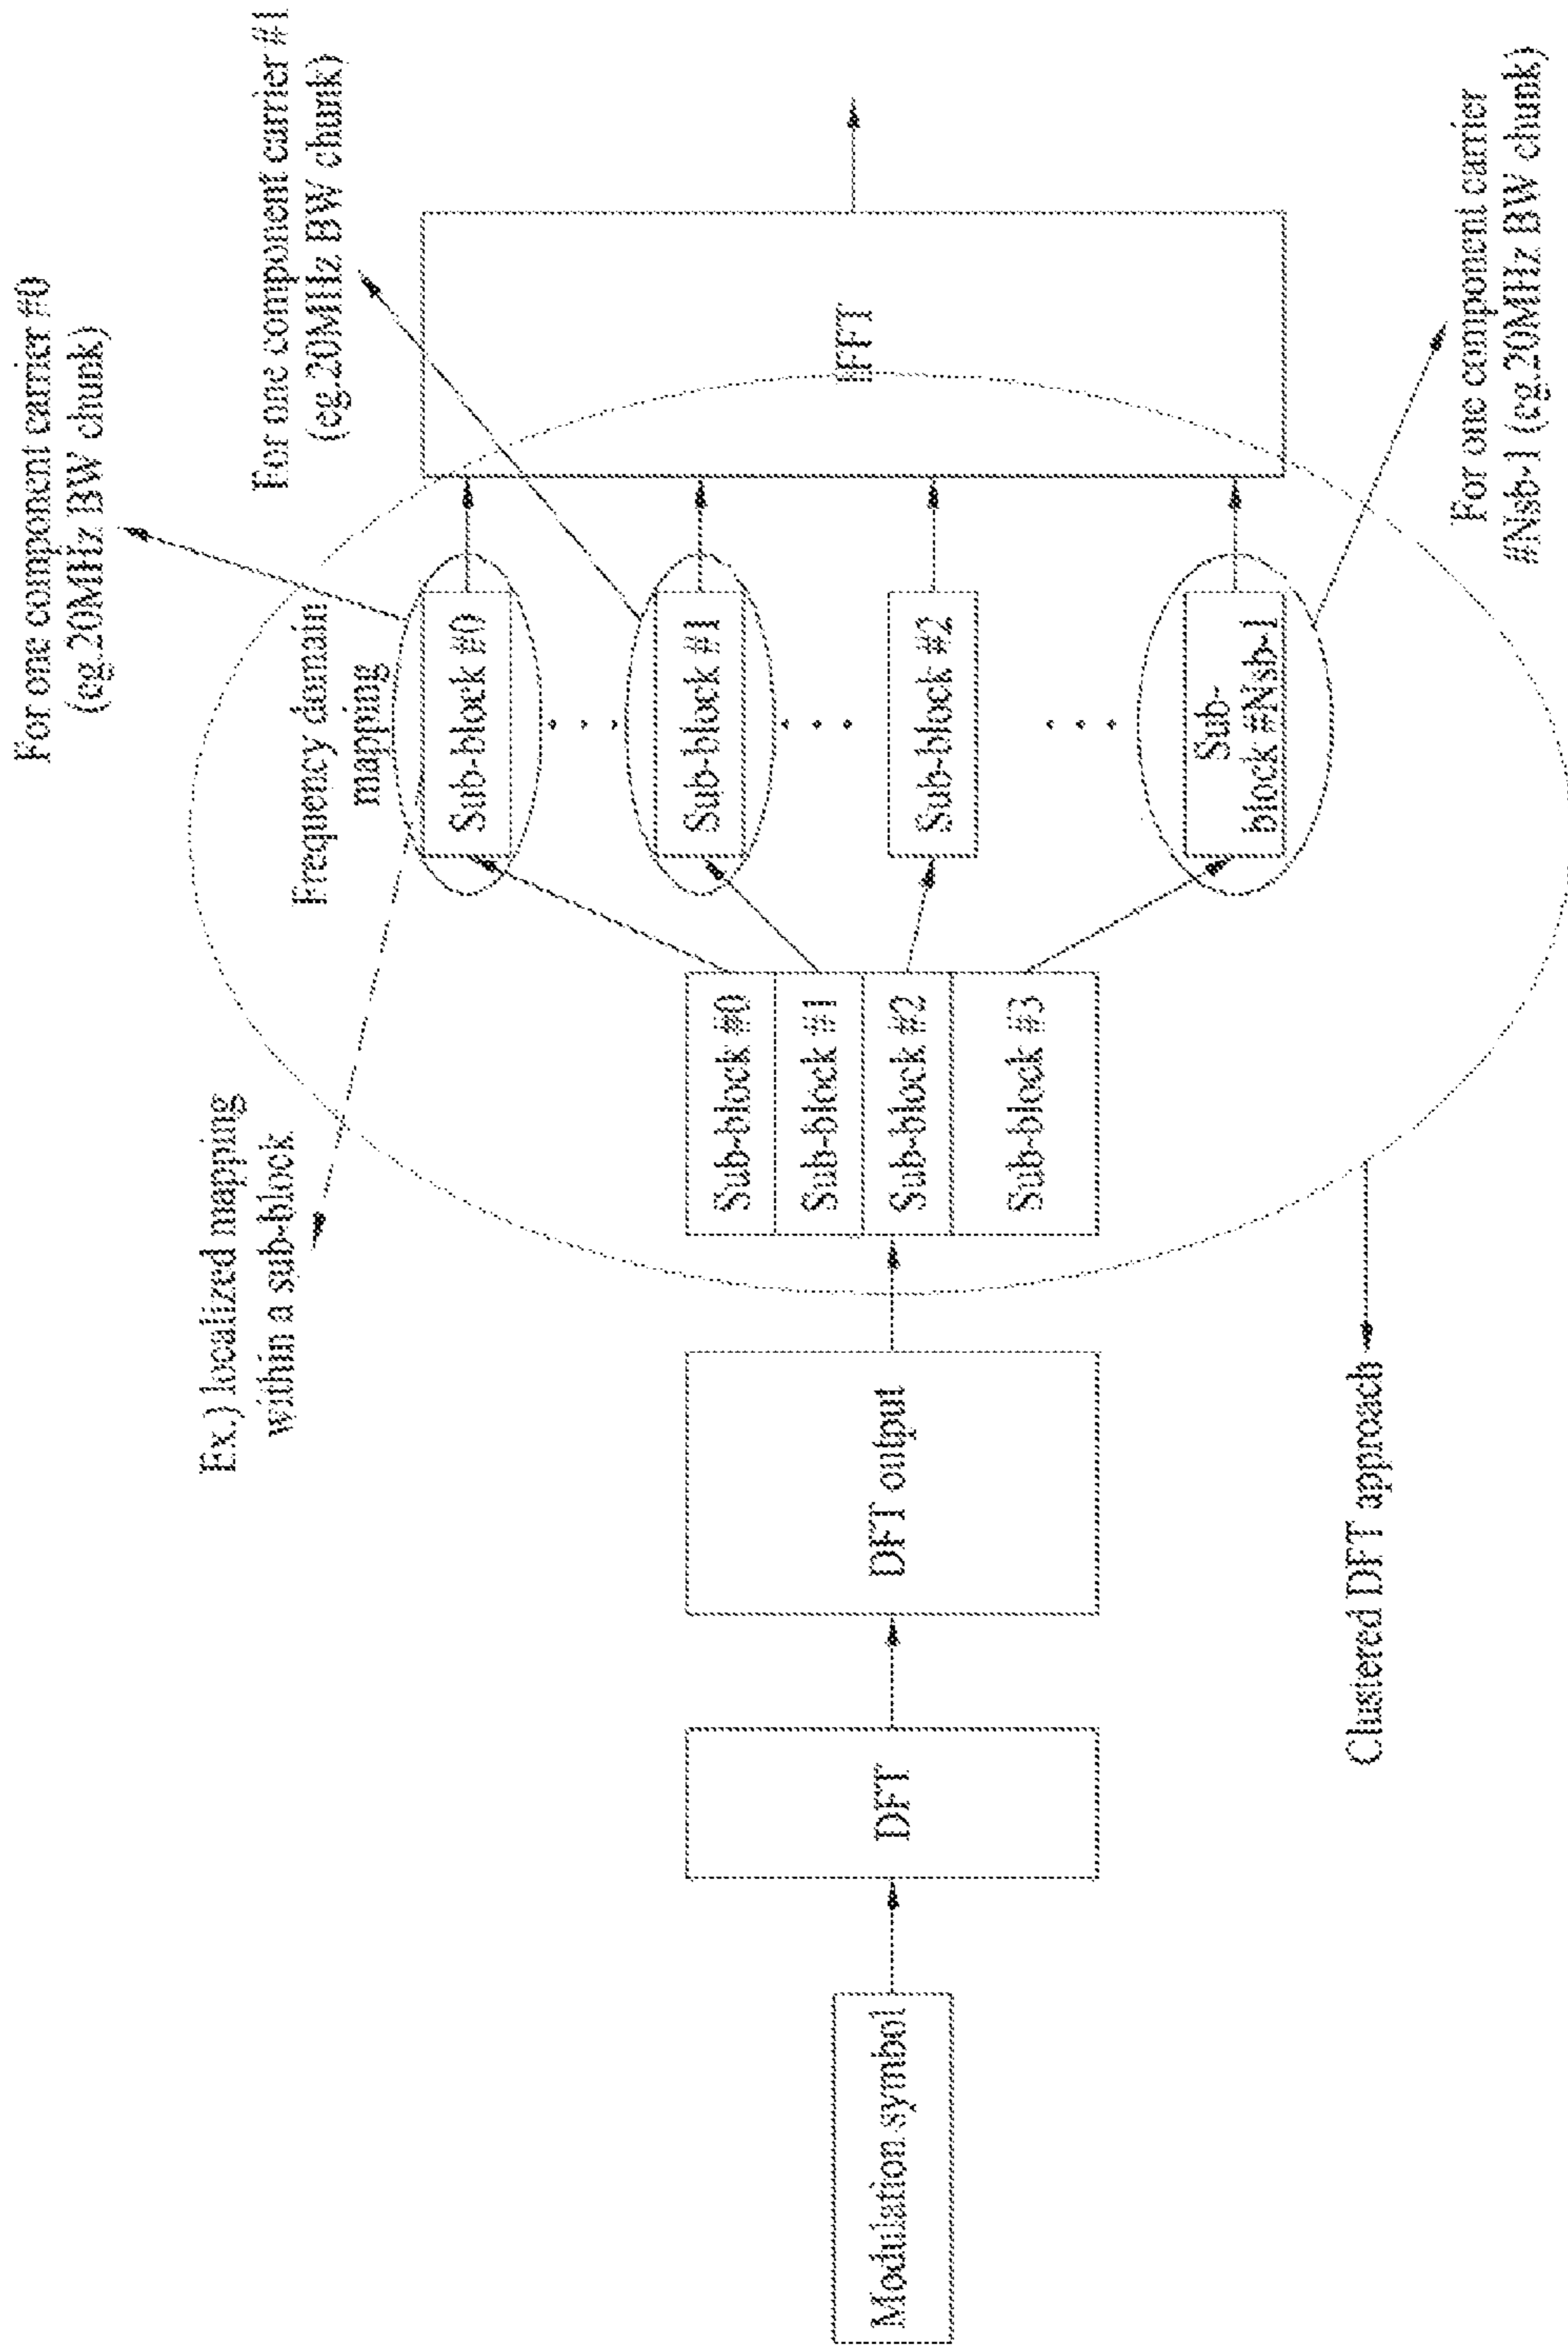 For one component carrier #0
(eg.20MHz BW chunk)
For one component carrier #1
(eg.20MHz BW chunk)
Ex.) localized mapping
within a sub-block
Frequency domain
mapping
Modulation symbol
DFT
DFT output
Sub-block #0
Sub-block #1
Sub-block #2
Sub-block #3
Sub-block #0
Sub-block #1
Sub-block #2
Sub-
block #Nsb-1
IFFT
Clustered DFT approach
For one component carrier
#Nsb-1 (eg.20MHz BW chunk)